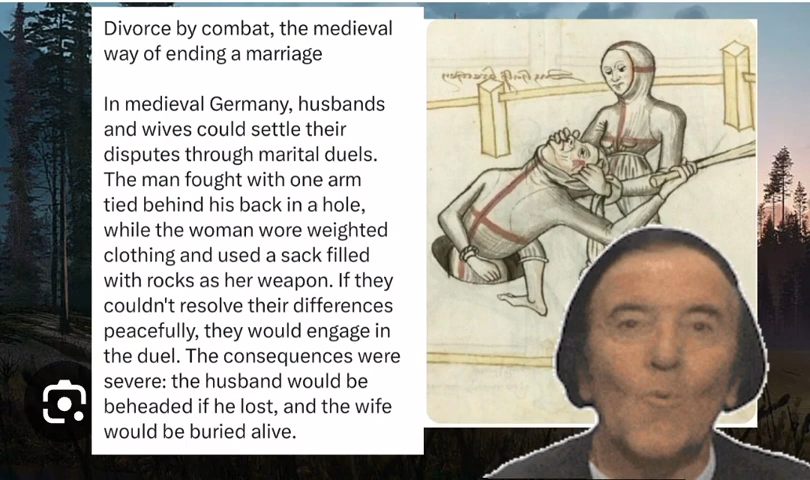 Divorce by combat, the medieval
way of ending a marriage
In medieval Germany, husbands
and wives could settle their
disputes through marital duels.
The man fought with one arm
tied behind his back in a hole,
while the woman wore weighted
clothing and used a sack filled
with rocks as her weapon. If they
couldn't resolve their differences
peacefully, they would engage in
the duel. The consequences were
severe: the husband would be
beheaded if he lost, and the wife
would be buried alive.